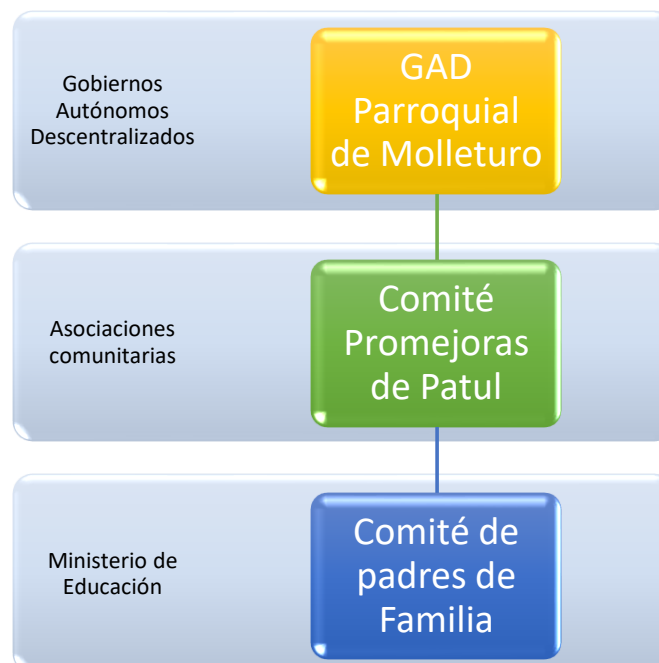 Gobiernos
Autónomos
Descentralizados
GAD
Parroquial
de Molleturo
Asociaciones
comunitarias
Comité
Promejoras
de Patul
Ministerio de
Educación
Comité de
padres de
Familia